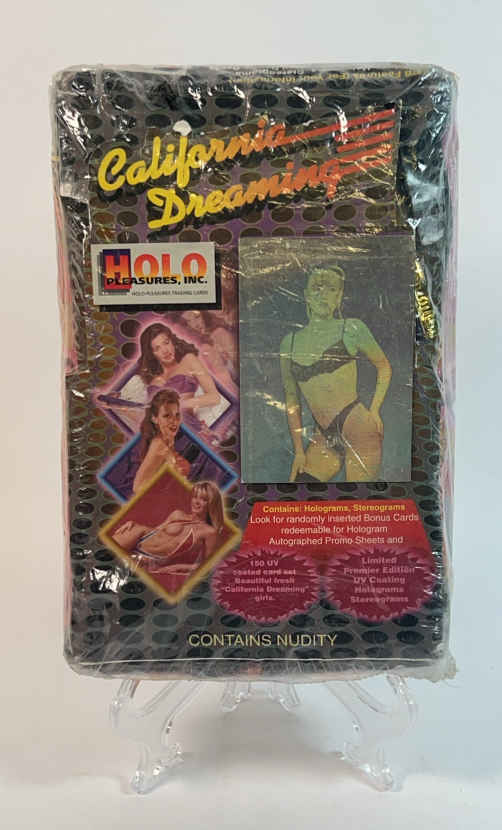 California
Dreaming
HOLO
PLEASURES, INC.
HOLO-PLEASURES TRADING CARDS
Contains: Holograms, Stereograms
Look for randomly inserted Bonus Cards
redeemable for Hologram
Autographed Promo Sheets and
150 UV
coated card set
Beautiful fresh
"California Dreaming"
girls.
Limited
Premier Edition
UV Coating
Holograms
Stereograms
CONTAINS NUDITY